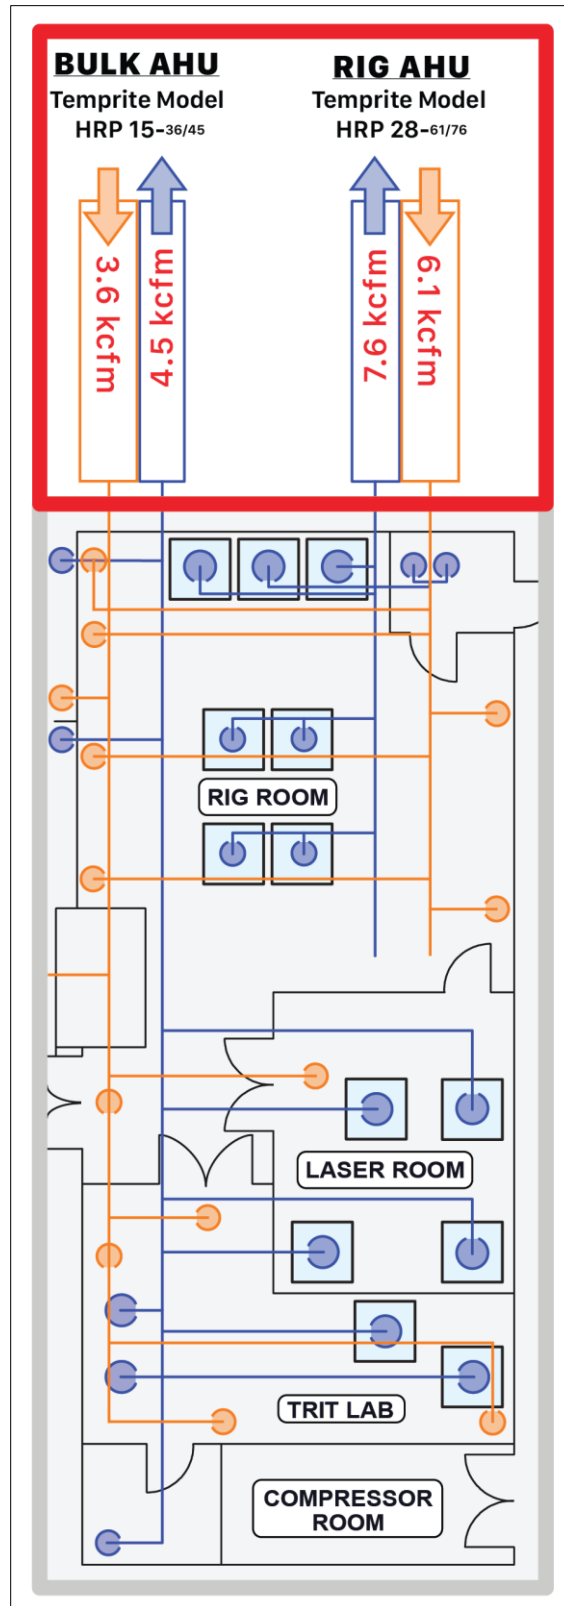 BULK AHU
Temprite Model
HRP 15-36/45
RIG AHU
Temprite Model
HRP 28-61/76
3.6 kcfm
4.5 kcfm
7.6 kcfm
6.1 kcfm
RIG ROOM
LASER ROOM
TRIT LAB
COMPRESSOR
ROOM